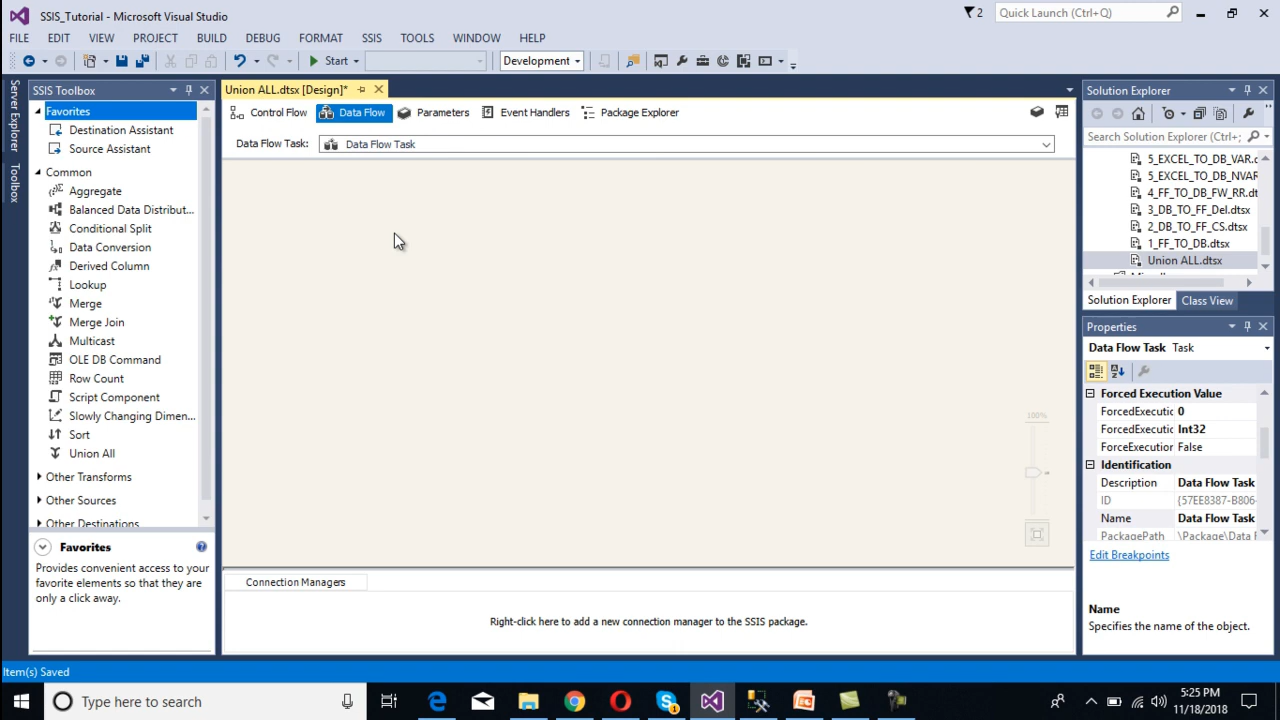 SSIS_Tutorial - Microsoft Visual Studio
2
Quick Launch (Ctrl+Q)
FILE EDIT VIEW PROJECT BUILD DEBUG FORMAT SSIS TOOLS WINDOW HELP
Start
Development
Server Explorer
Toolbox
SSIS Toolbox
Favorites
Destination Assistant
Source Assistant
Common
Aggregate
Balanced Data Distribut...
Conditional Split
Data Conversion
Derived Column
Lookup
Merge
Merge Join
Multicast
OLE DB Command
Row Count
Script Component
Slowly Changing Dimen...
Sort
Union All
Other Transforms
Other Sources
Other Destinations
Favorites
Provides convenient access to your
favorite elements so that they are
only a click away.
Union ALL.dtsx [Design]*
Control Flow Data Flow Parameters Event Handlers Package Explorer
Data Flow Task: Data Flow Task
100%
Connection Managers
Right-click here to add a new connection manager to the SSIS package.
Solution Explorer
Search Solution Explorer (Ctrl+;
5_EXCEL_TO_DB_VAR.c
5_EXCEL_TO_DB_NVAR
4_FF_TO_DB_FW_RR.dt
3_DB_TO_FF_Del.dtsx
2_DB_TO_FF_CS.dtsx
1_FF_TO_DB.dtsx
Union ALL.dtsx
Solution Explorer Class View
Properties
Data Flow Task Task
Forced Execution Value
ForcedExecutic 0
ForcedExecutic Int32
ForceExecution False
Identification
Description Data Flow Task
ID {57EE8387-B806-
Name Data Flow Task
PackagePath \Package\Data F
Edit Breakpoints
Name
Specifies the name of the object.
Item(s) Saved
Type here to search
5:25 PM
11/18/2018